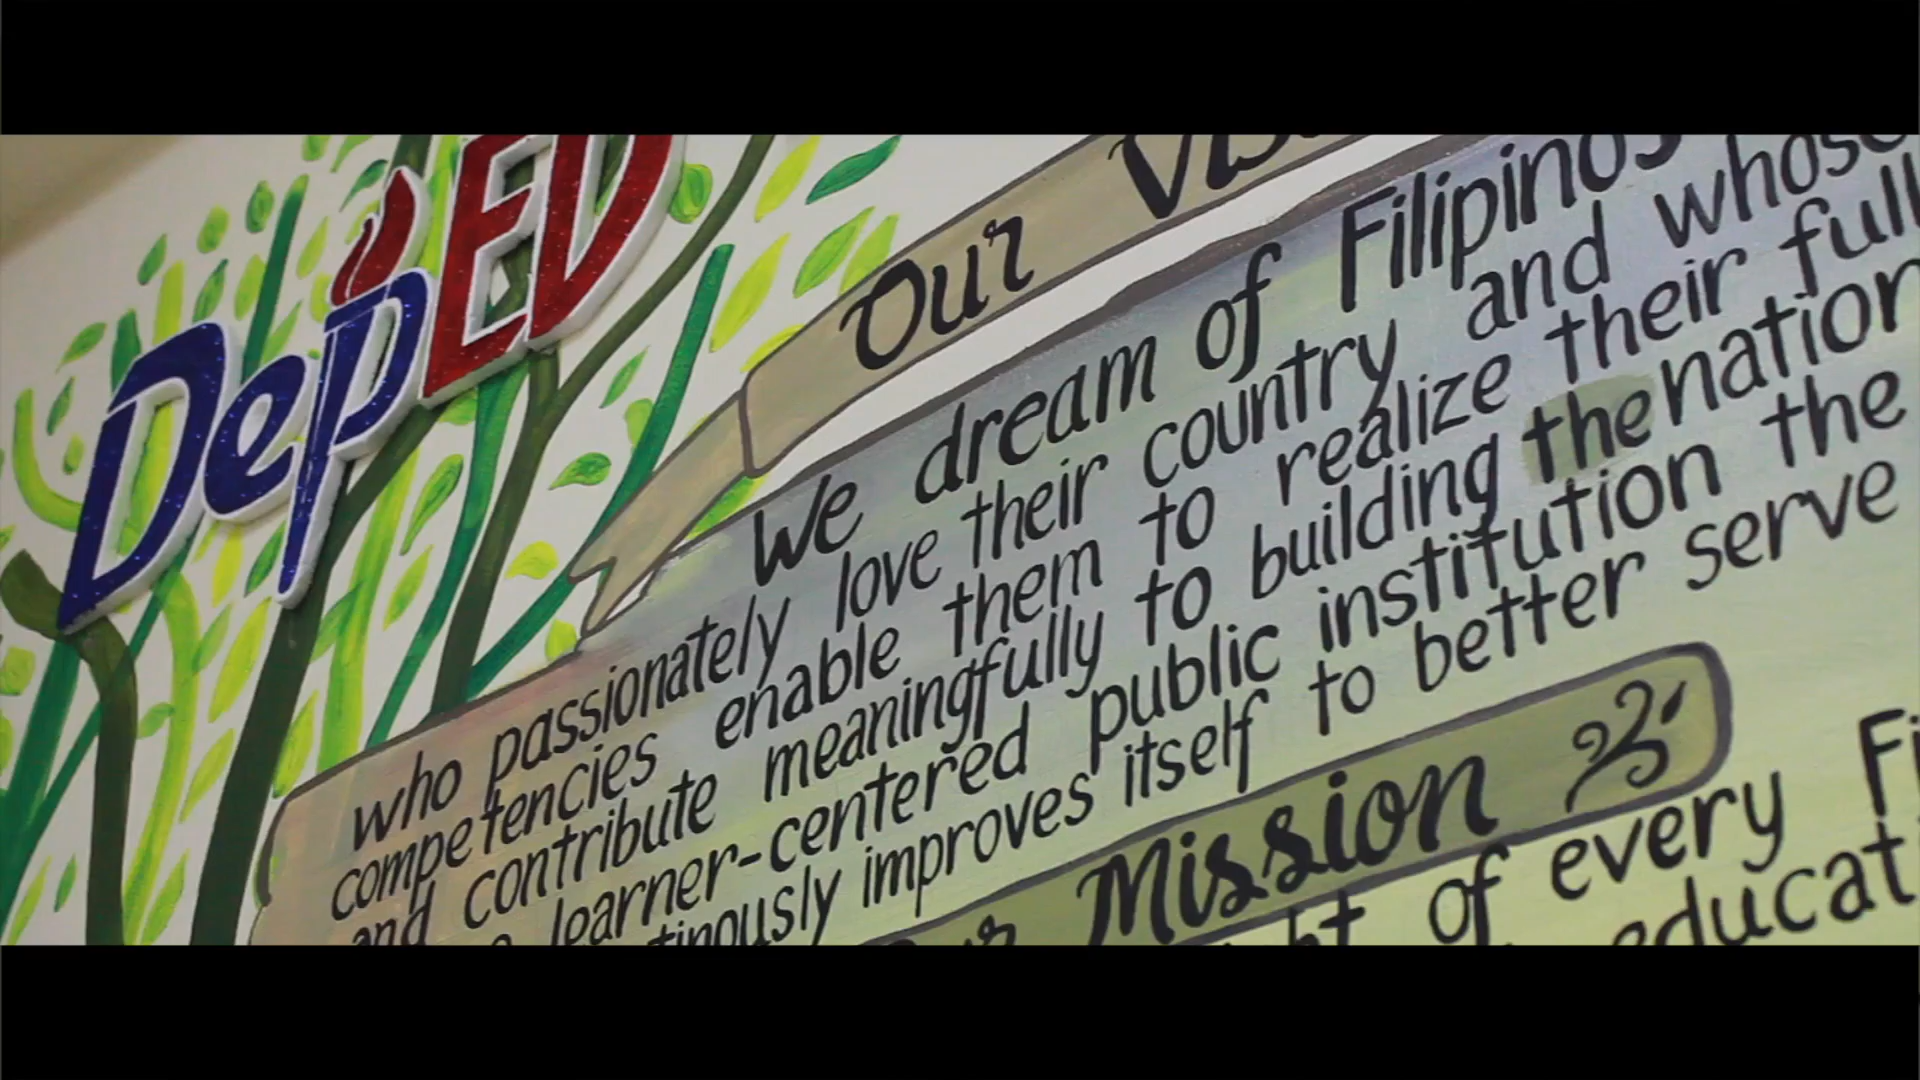 DepED
Our
We dream of Filipinos
who passionately love their country and whose
competencies enable them to realize their full
and contribute meaningfully to building the nation
learner-centered public institution the
improves itself to better serve
Mission
of every